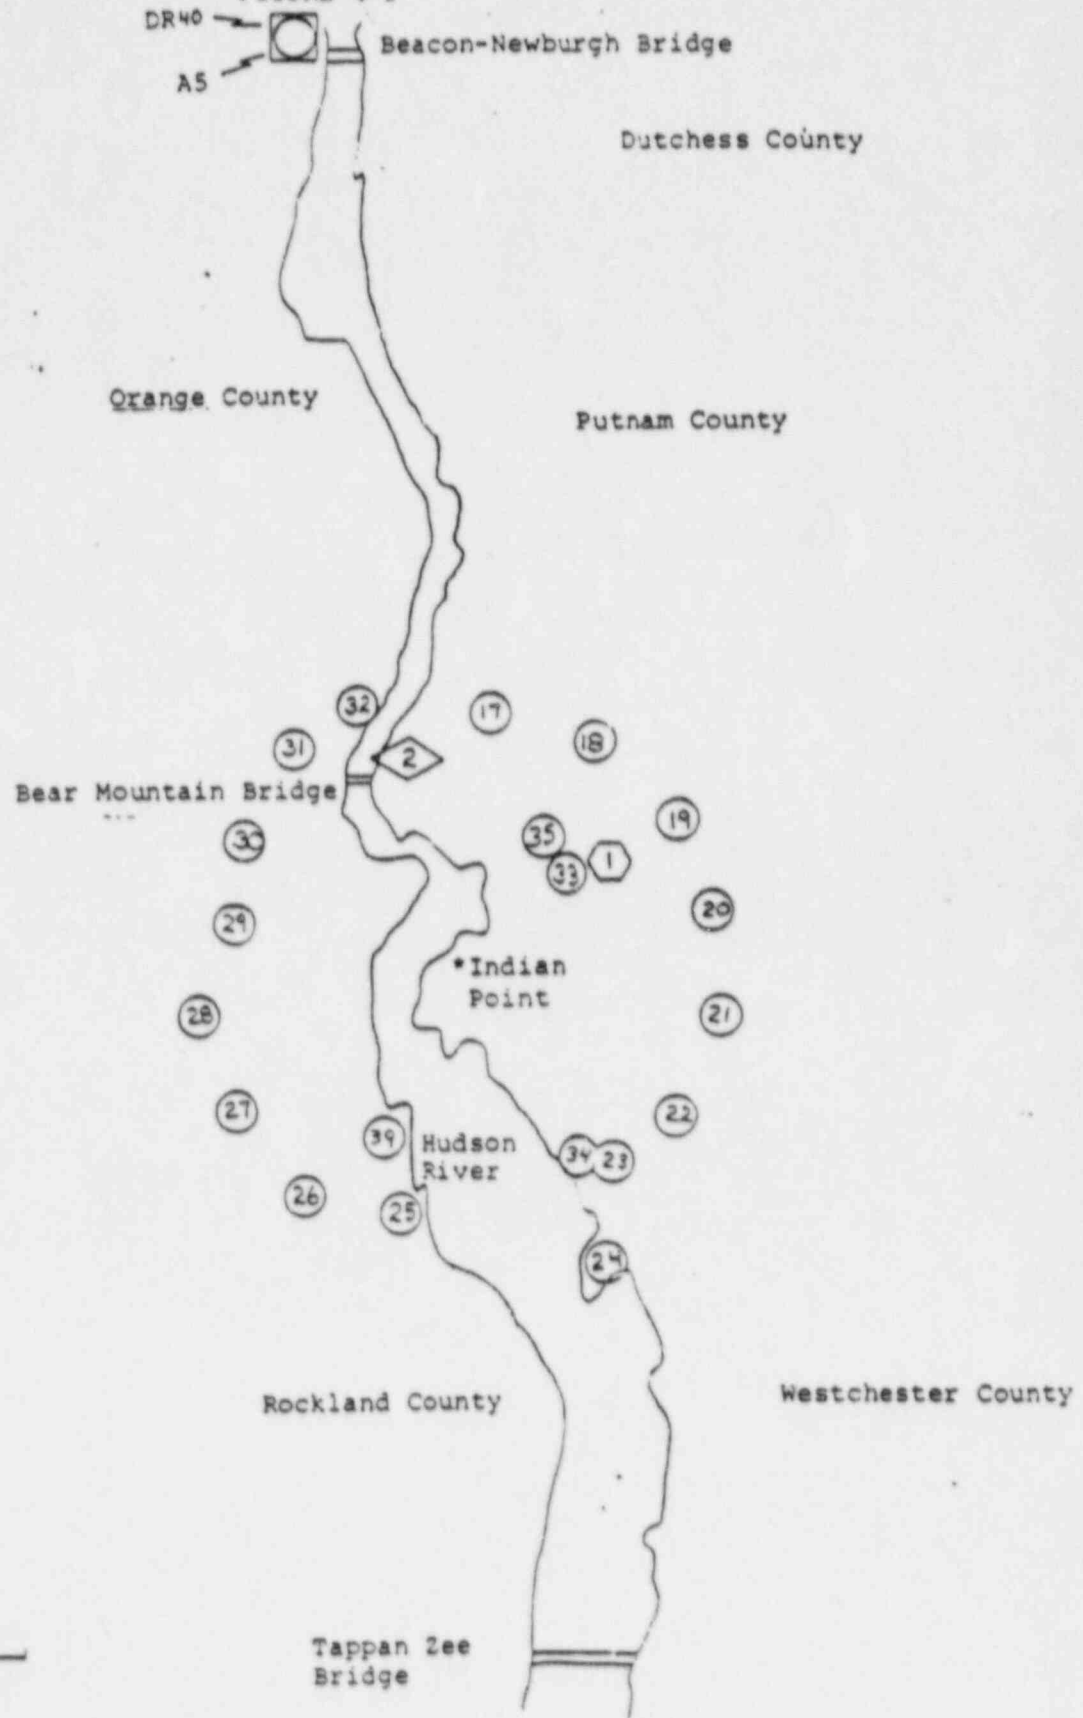 DR40
A5
Beacon-Newburgh Bridge
Dutchess County
Orange County
Putnam County
32
17
31
2
18
Bear Mountain Bridge
19
30
35
1
33
20
29
*Indian
Point
28
21
27
22
39
Hudson
River
34
23
26
25
24
Rockland County
Westchester County
Tappan Zee
Bridge